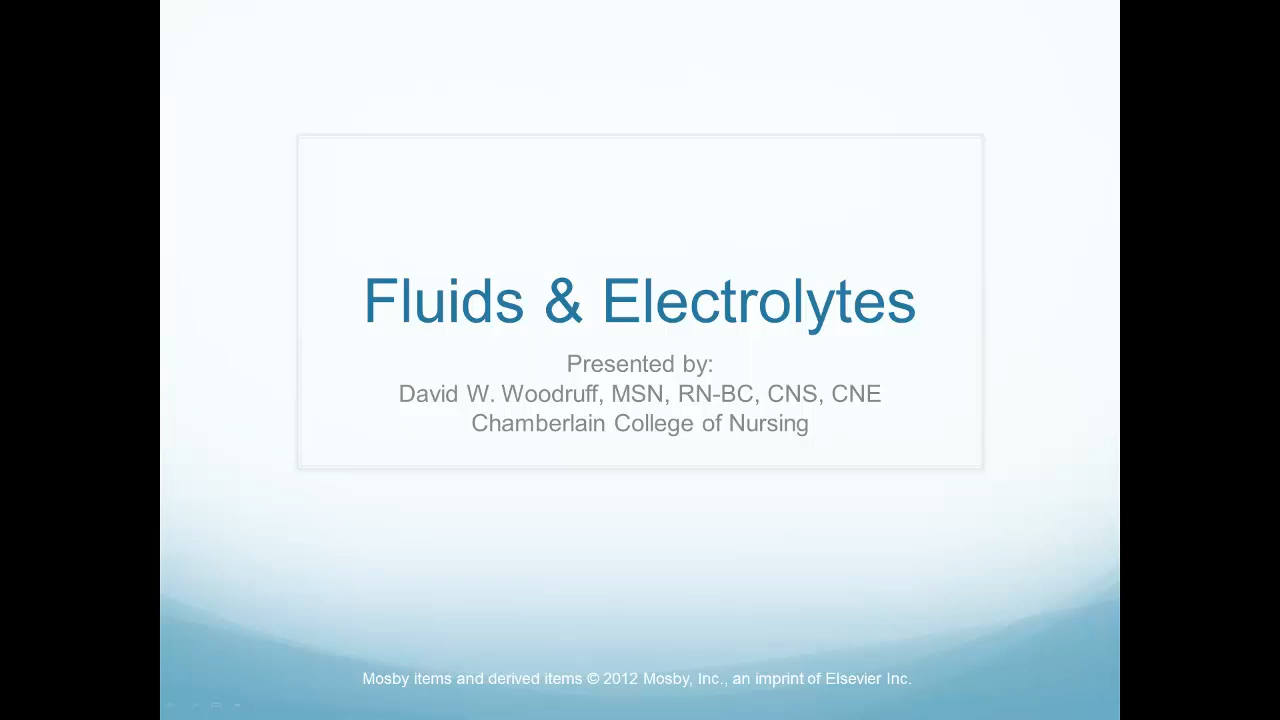 Fluids & Electrolytes
Presented by:
David W. Woodruff, MSN, RN-BC, CNS, CNE
Chamberlain College of Nursing
Mosby items and derived items © 2012 Mosby, Inc., an imprint of Elsevier Inc.